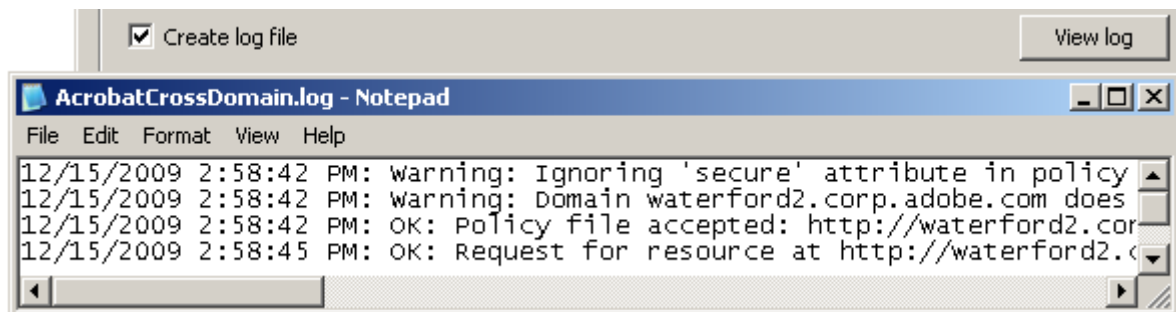 Create log file View log
AcrobatCrossDomain.log - Notepad
File Edit Format View Help
12/15/2009 2:58:42 PM: Warning: Ignoring 'secure' attribute in policy
12/15/2009 2:58:42 PM: Warning: Domain waterford2.corp.adobe.com does
12/15/2009 2:58:42 PM: OK: Policy file accepted: http://waterford2.cor
12/15/2009 2:58:45 PM: OK: Request for resource at http://waterford2.c